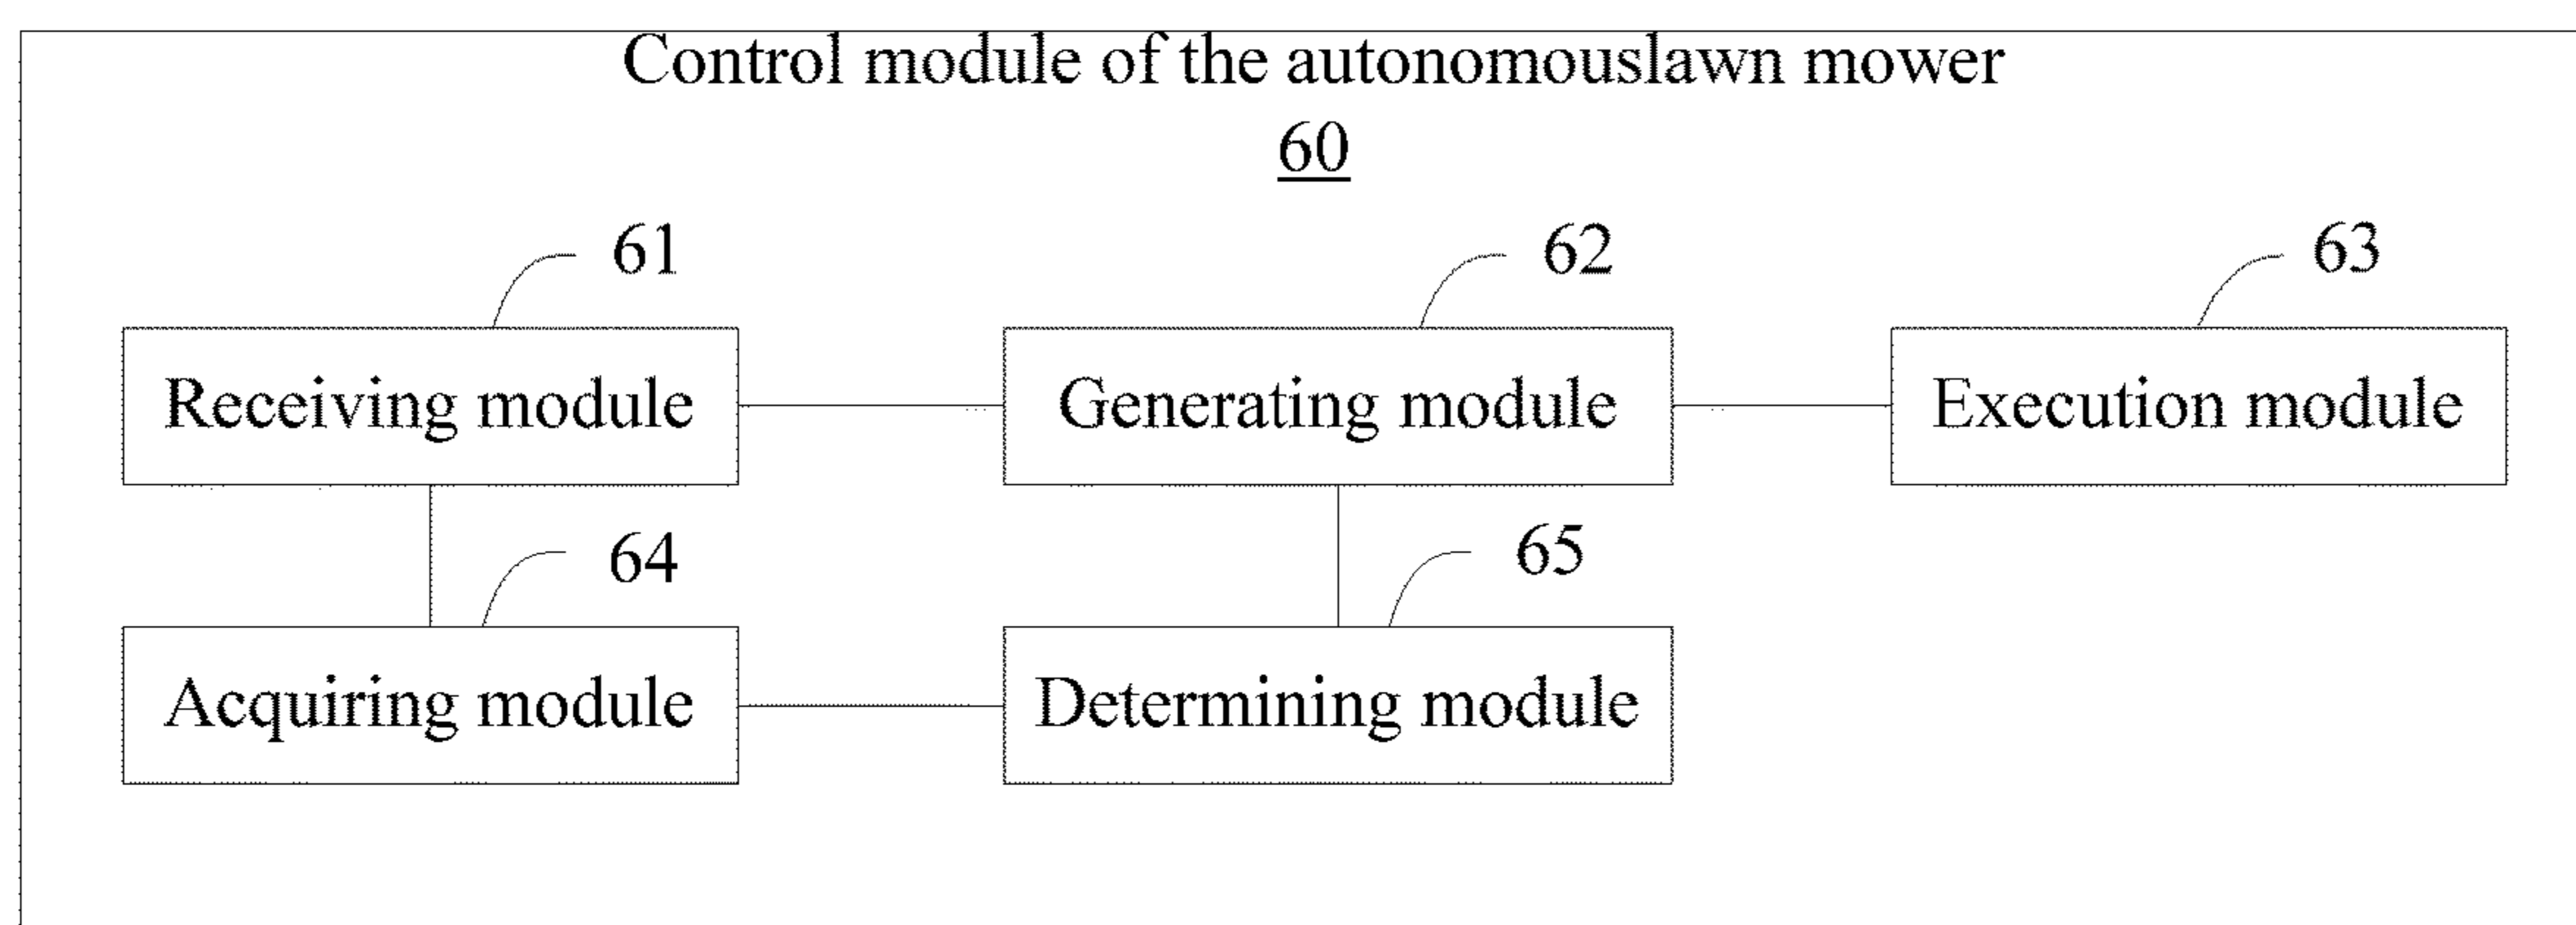 Control module of the autonomouslawn mower
60
61
62
63
Receiving module
Generating module
Execution module
64
65
Acquiring module
Determining module